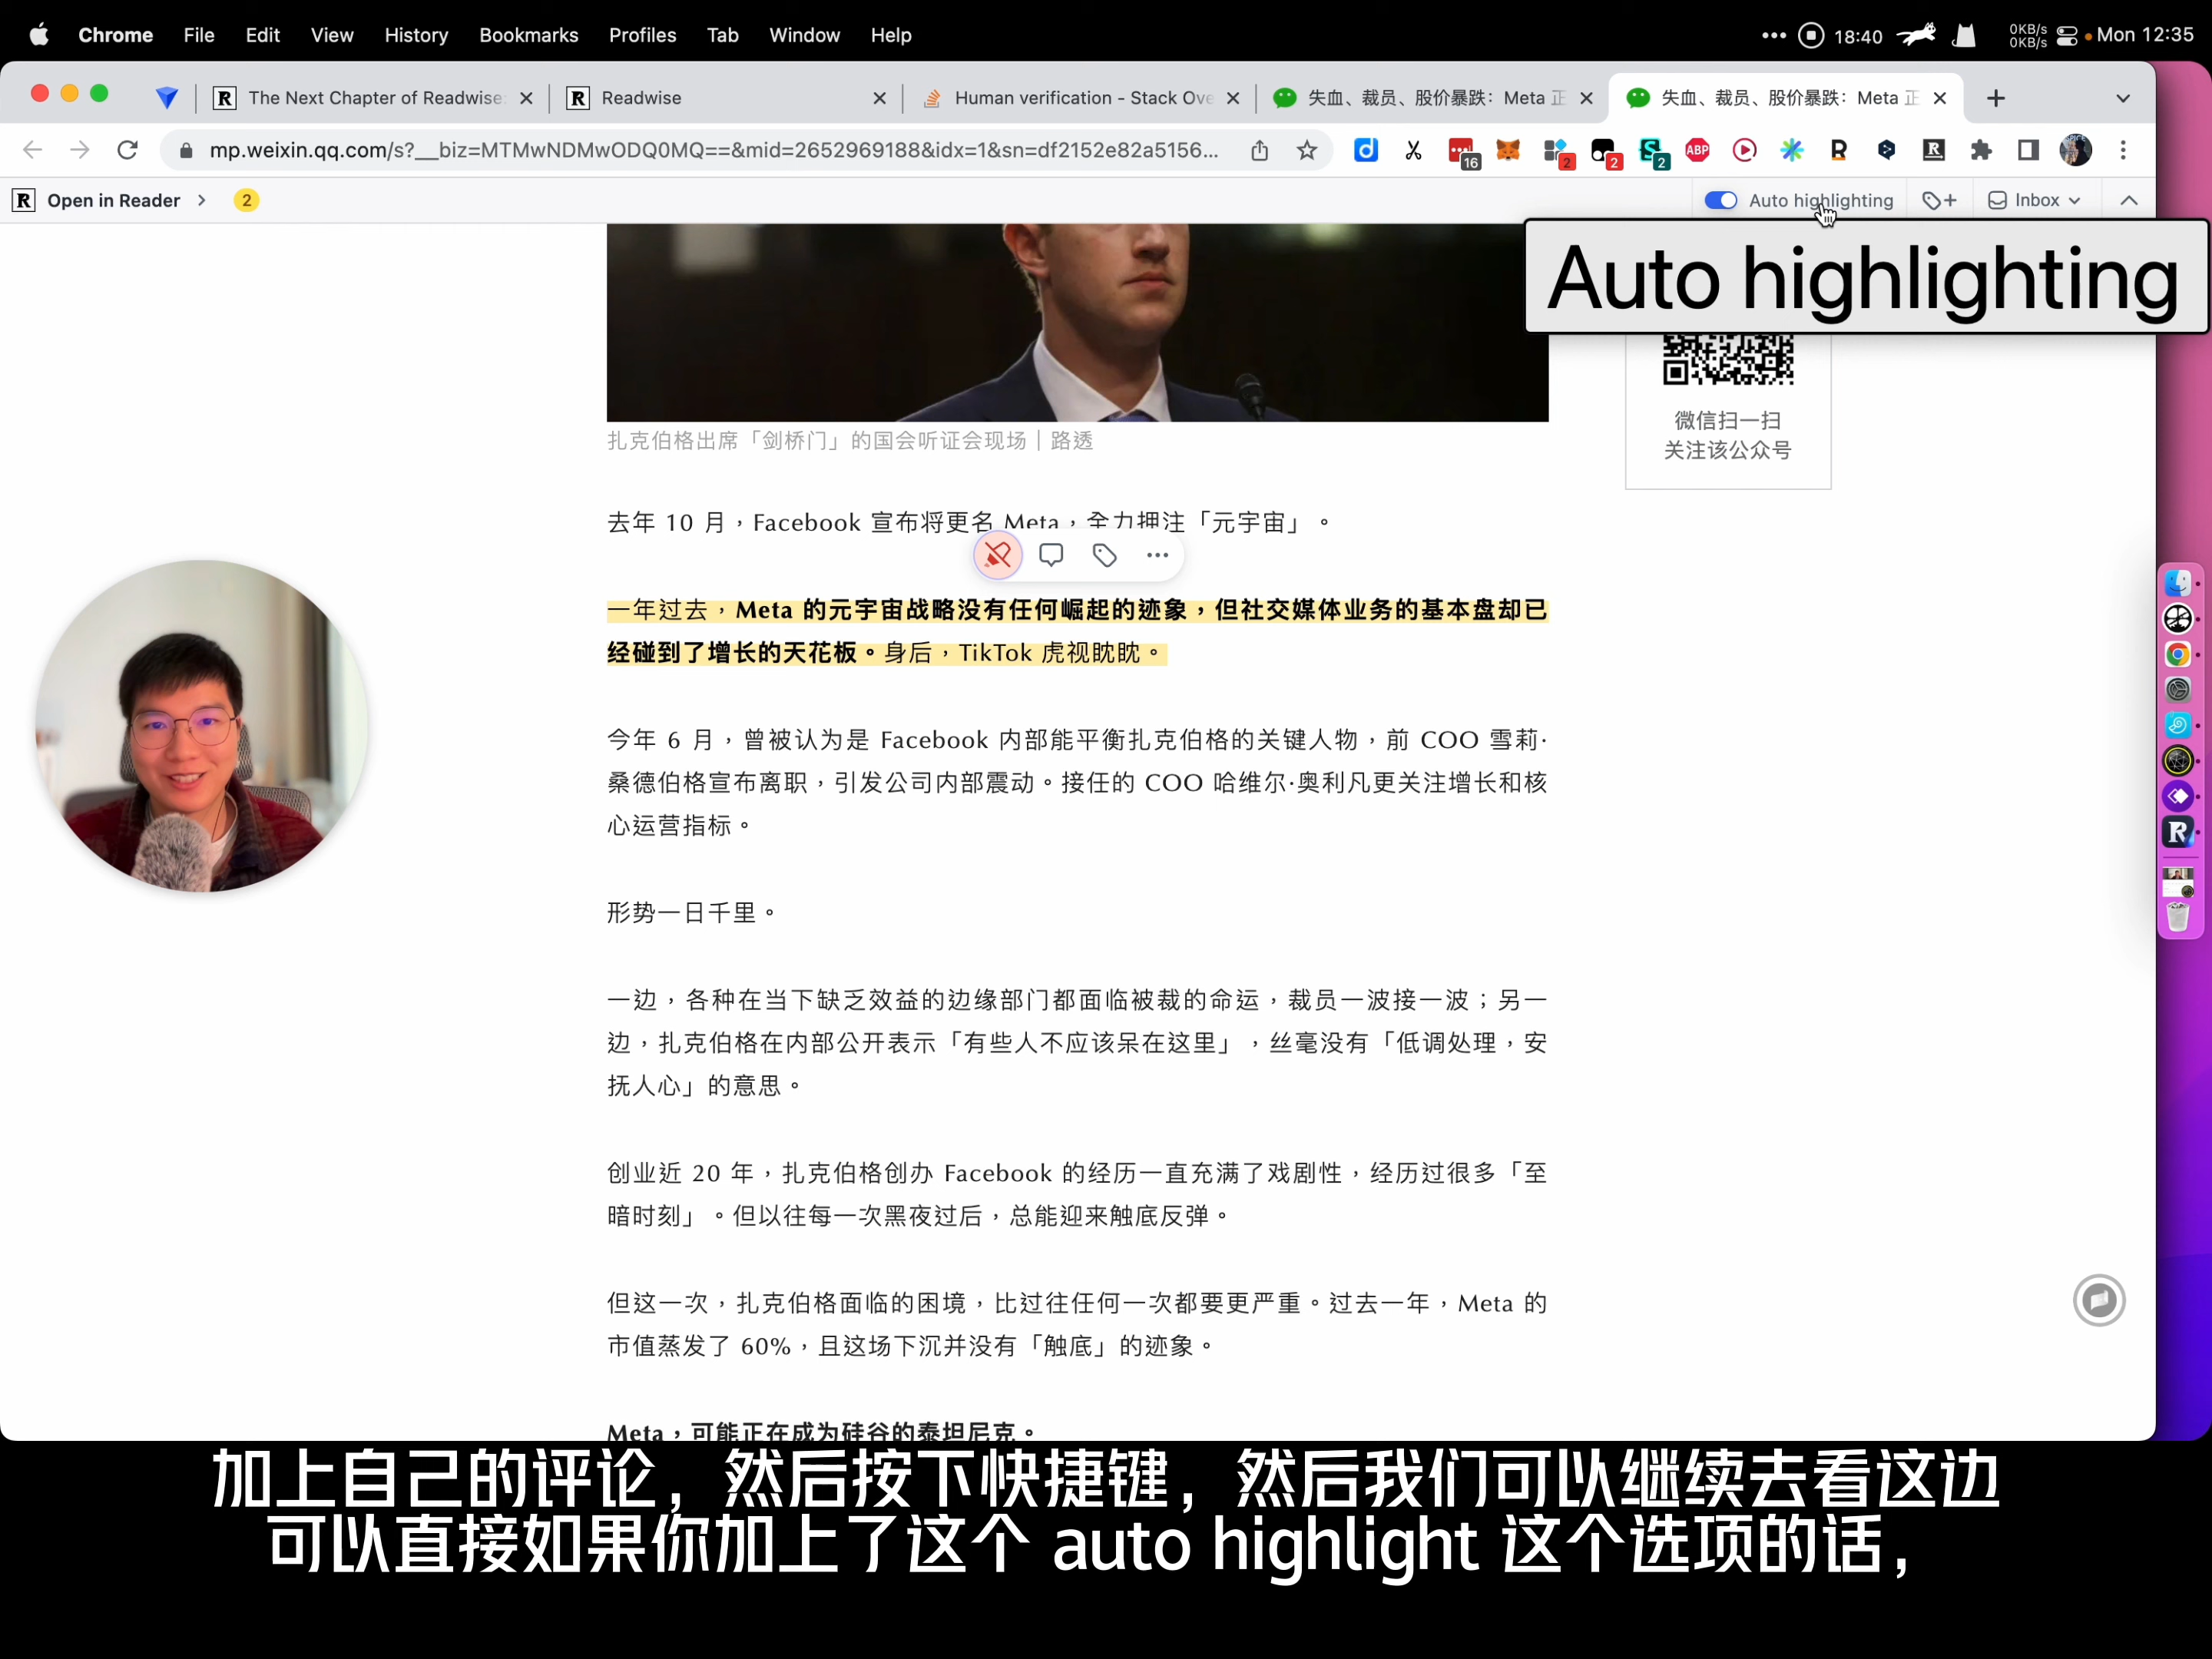 Chrome File Edit View History Bookmarks Profiles Tab Window Help
18:40 0KB/s 0KB/s Mon 12:35
The Next Chapter of Readwise:
Readwise
Human verification - Stack Ove
失血、裁员、股价暴跌：Meta 正
失血、裁员、股价暴跌：Meta 正
mp.weixin.qq.com/s?__biz=MTMwNDMwODQ0MQ==&mid=2652969188&idx=1&sn=df2152e82a5156...
16 2 2 2 ABP
Open in Reader 2
Auto highlighting Inbox
Auto highlighting
微信扫一扫
关注该公众号
扎克伯格出席「剑桥门」的国会听证会现场｜路透
去年 10 月，Facebook 宣布将更名 Meta，全力押注「元宇宙」。
一年过去，Meta 的元宇宙战略没有任何崛起的迹象，但社交媒体业务的基本盘却已
经碰到了增长的天花板。身后，TikTok 虎视眈眈。
今年 6 月，曾被认为是 Facebook 内部能平衡扎克伯格的关键人物，前 COO 雪莉·
桑德伯格宣布离职，引发公司内部震动。接任的 COO 哈维尔·奥利凡更关注增长和核
心运营指标。
形势一日千里。
一边，各种在当下缺乏效益的边缘部门都面临被裁的命运，裁员一波接一波；另一
边，扎克伯格在内部公开表示「有些人不应该呆在这里」，丝毫没有「低调处理，安
抚人心」的意思。
创业近 20 年，扎克伯格创办 Facebook 的经历一直充满了戏剧性，经历过很多「至
暗时刻」。但以往每一次黑夜过后，总能迎来触底反弹。
但这一次，扎克伯格面临的困境，比过往任何一次都要更严重。过去一年，Meta 的
市值蒸发了 60%，且这场下沉并没有「触底」的迹象。
Meta，可能正在成为硅谷的泰坦尼克。
加上自己的评论，然后按下快捷键，然后我们可以继续去看这边
可以直接如果你加上了这个 auto highlight 这个选项的话，